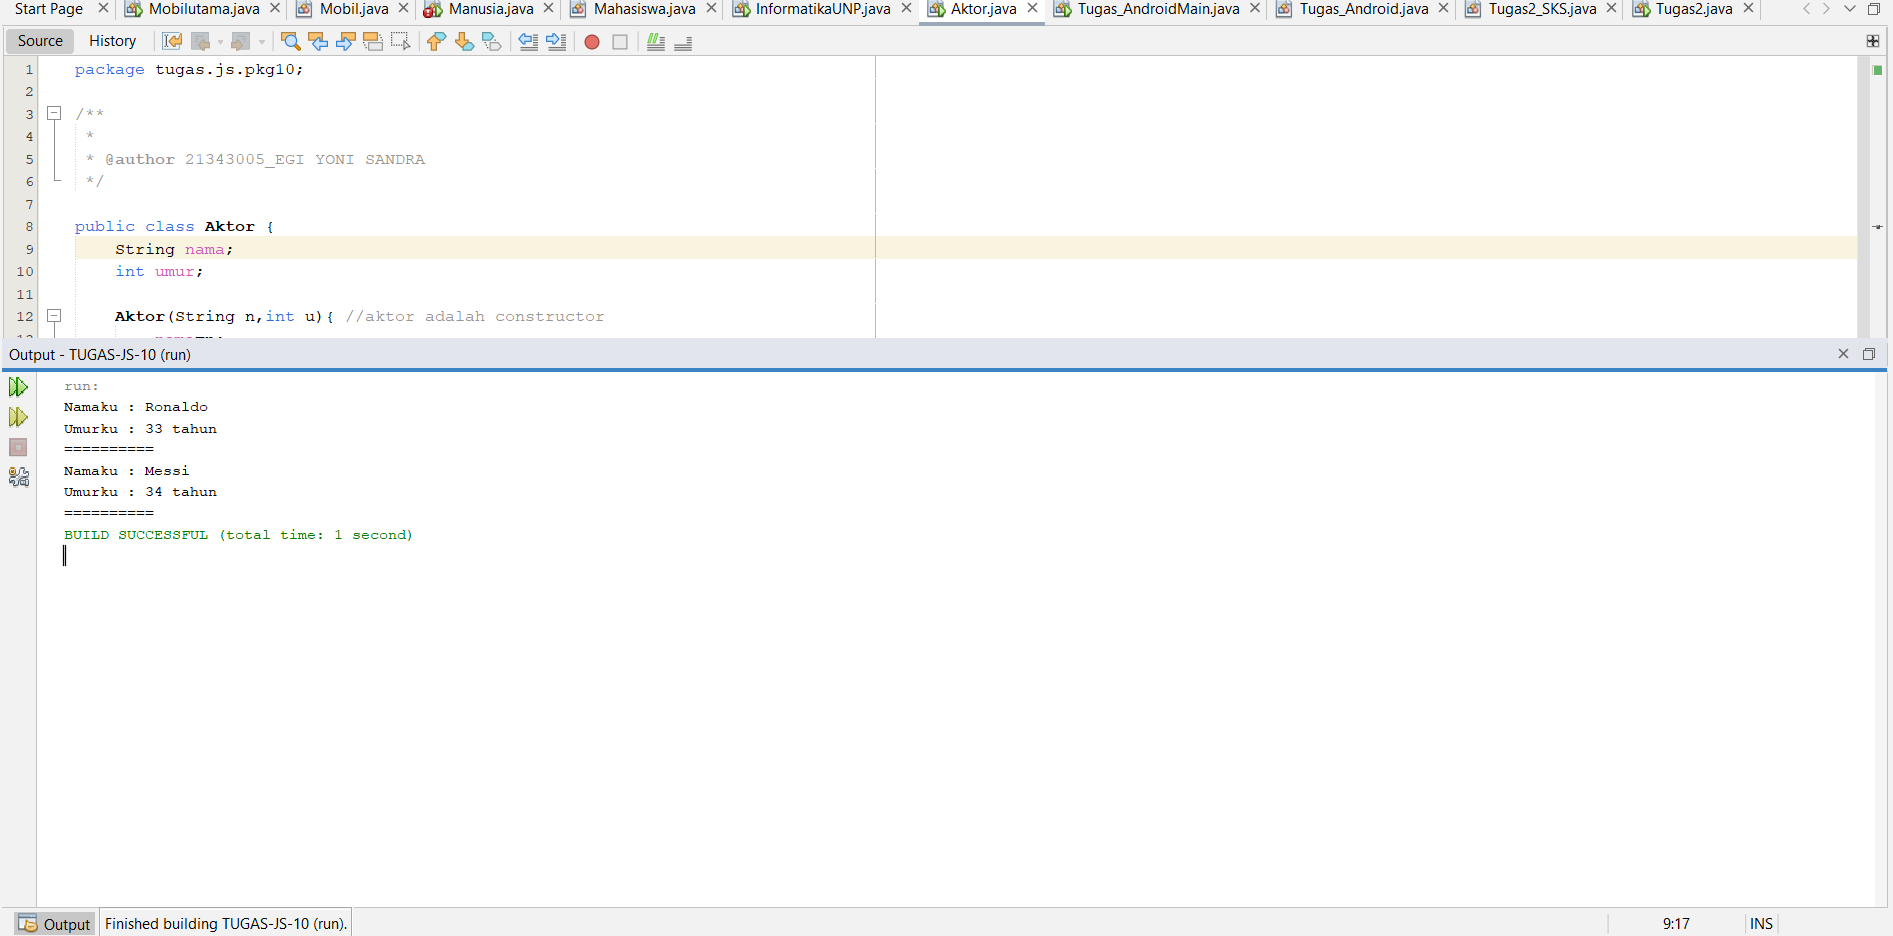 Start Page Mobilutama.java Mobil.java Manusia.java Mahasiswa.java InformatikaUNP.java Aktor.java Tugas_AndroidMain.java Tugas_Android.java Tugas2_SKS.java Tugas2.java
Source History
1 package tugas.js.pkg10;
2
3 /**
4 *
5 * @author 21343005_EGI YONI SANDRA
6 */
7
8 public class Aktor {
9 String nama;
10 int umur;
11
12 Aktor(String n,int u){ //aktor adalah constructor
Output - TUGAS-JS-10 (run)
run:
Namaku : Ronaldo
Umurku : 33 tahun
==========
Namaku : Messi
Umurku : 34 tahun
==========
BUILD SUCCESSFUL (total time: 1 second)
Output Finished building TUGAS-JS-10 (run). 9:17 INS